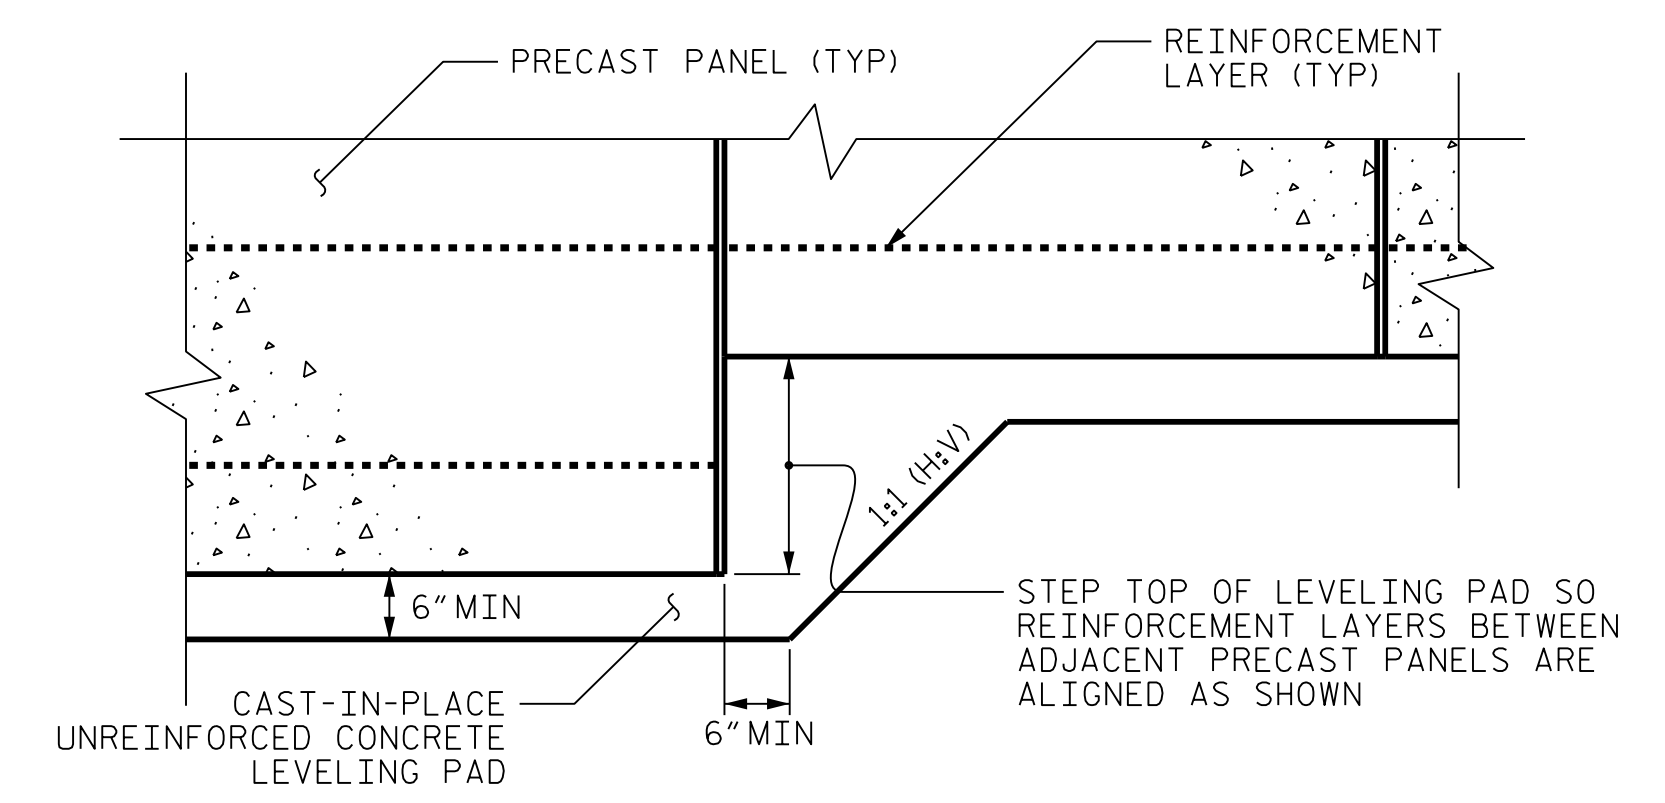 PRECAST PANEL (TYP)
REINFORCEMENT
LAYER (TYP)
1:1 (H:V)
6"MIN
STEP TOP OF LEVELING PAD SO
REINFORCEMENT LAYERS BETWEEN
ADJACENT PRECAST PANELS ARE
ALIGNED AS SHOWN
CAST-IN-PLACE
UNREINFORCED CONCRETE
LEVELING PAD
6"MIN